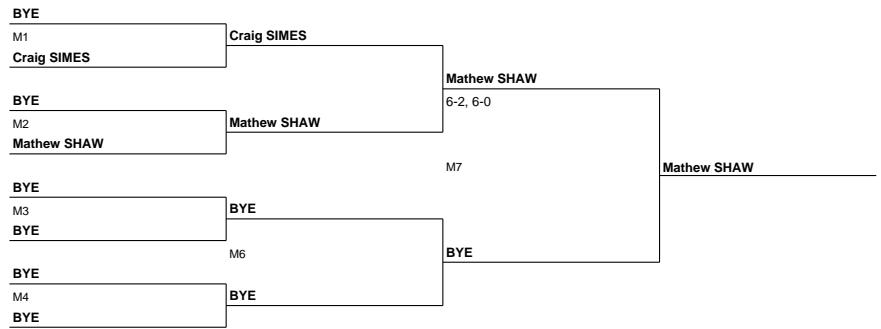 BYE
M1
Craig SIMES
Craig SIMES
Mathew SHAW
6-2, 6-0
BYE
M2
Mathew SHAW
Mathew SHAW
M7
Mathew SHAW
BYE
M3
BYE
BYE
M6
BYE
BYE
M4
BYE
BYE